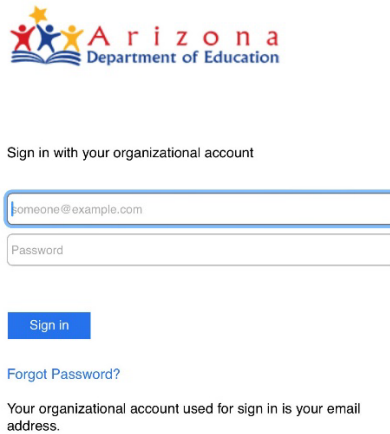 Arizona
Department of Education
Sign in with your organizational account
someone@example.com
Password
Sign in
Forgot Password?
Your organizational account used for sign in is your email
address.